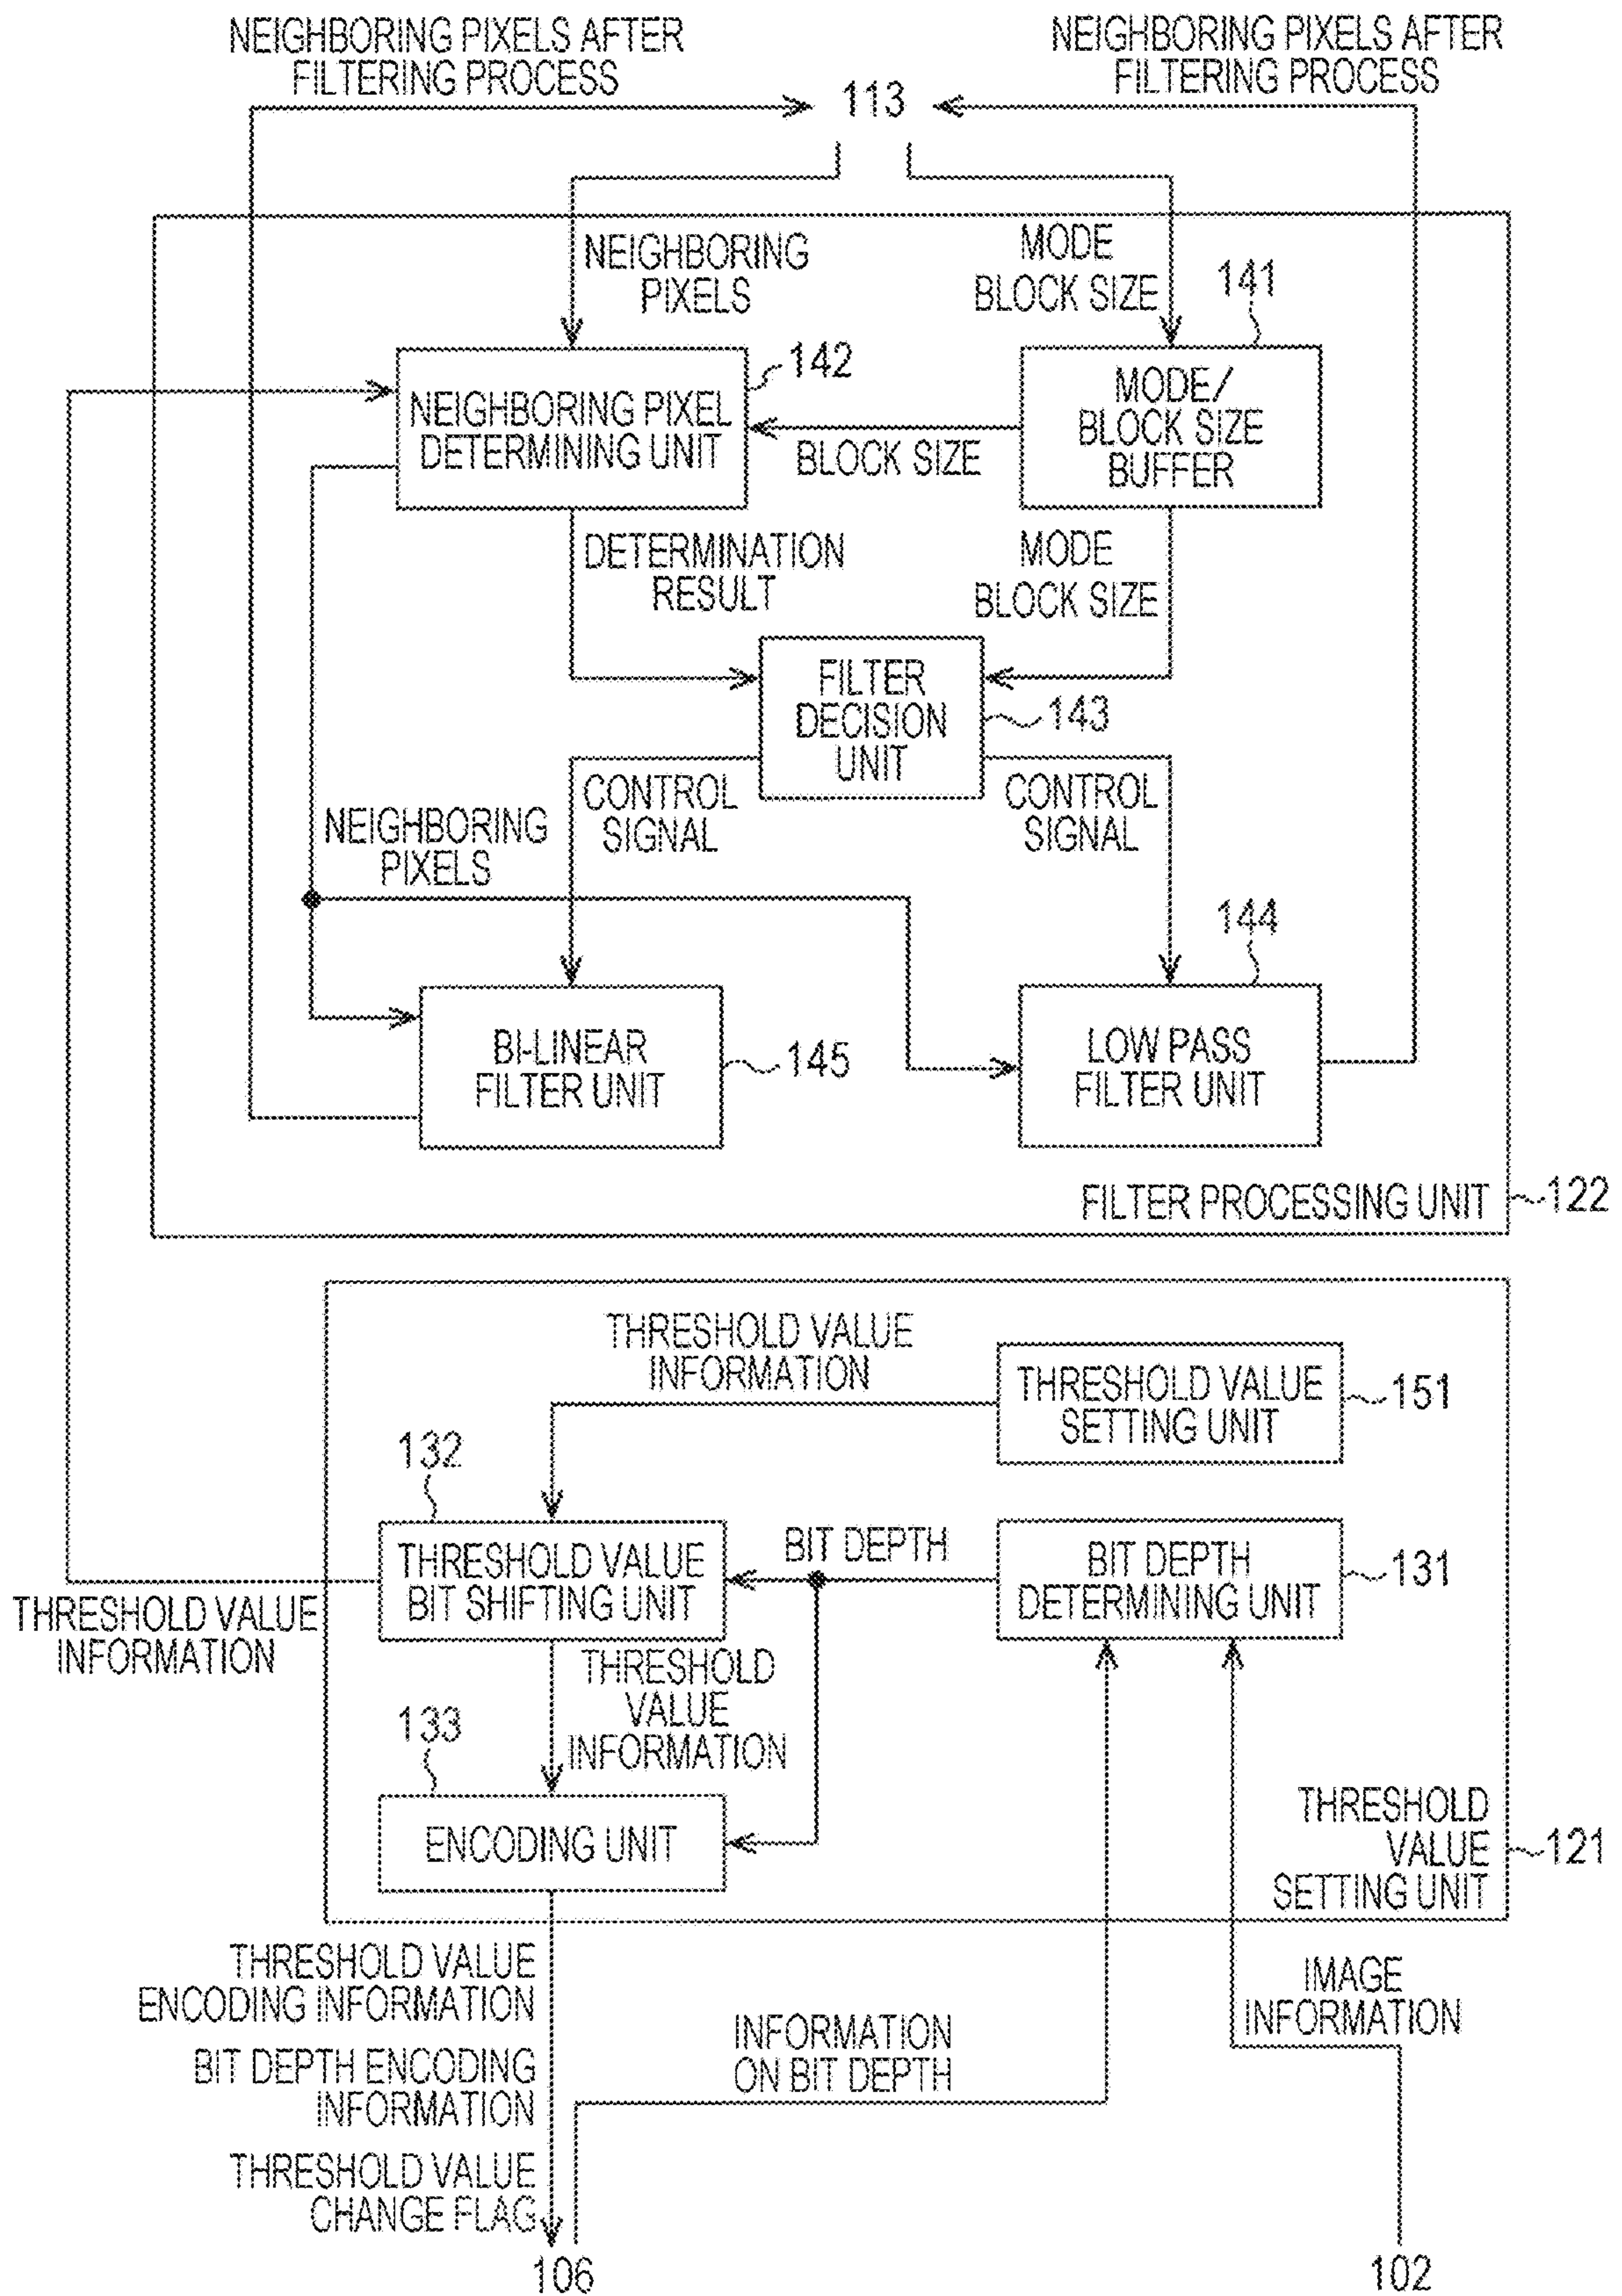 NEIGHBORING PIXELS AFTER
FILTERING PROCESS
NEIGHBORING PIXELS AFTER
FILTERING PROCESS
113
NEIGHBORING
PIXELS
MODE
BLOCK SIZE
141
142
NEIGHBORING PIXEL
DETERMINING UNIT
BLOCK SIZE
MODE/
BLOCK SIZE
BUFFER
DETERMINATION
RESULT
MODE
BLOCK SIZE
FILTER
DECISION
UNIT
143
CONTROL
SIGNAL
CONTROL
SIGNAL
NEIGHBORING
PIXELS
144
BI-LINEAR
FILTER UNIT
145
LOW PASS
FILTER UNIT
FILTER PROCESSING UNIT
122
THRESHOLD VALUE
INFORMATION
THRESHOLD VALUE
SETTING UNIT
151
132
THRESHOLD VALUE
BIT SHIFTING UNIT
BIT DEPTH
BIT DEPTH
DETERMINING UNIT
131
THRESHOLD VALUE
INFORMATION
THRESHOLD
VALUE
INFORMATION
133
ENCODING UNIT
THRESHOLD
VALUE
SETTING UNIT
121
THRESHOLD VALUE
ENCODING INFORMATION
BIT DEPTH ENCODING
INFORMATION
THRESHOLD VALUE
CHANGE FLAG
INFORMATION
ON BIT DEPTH
IMAGE
INFORMATION
106
102